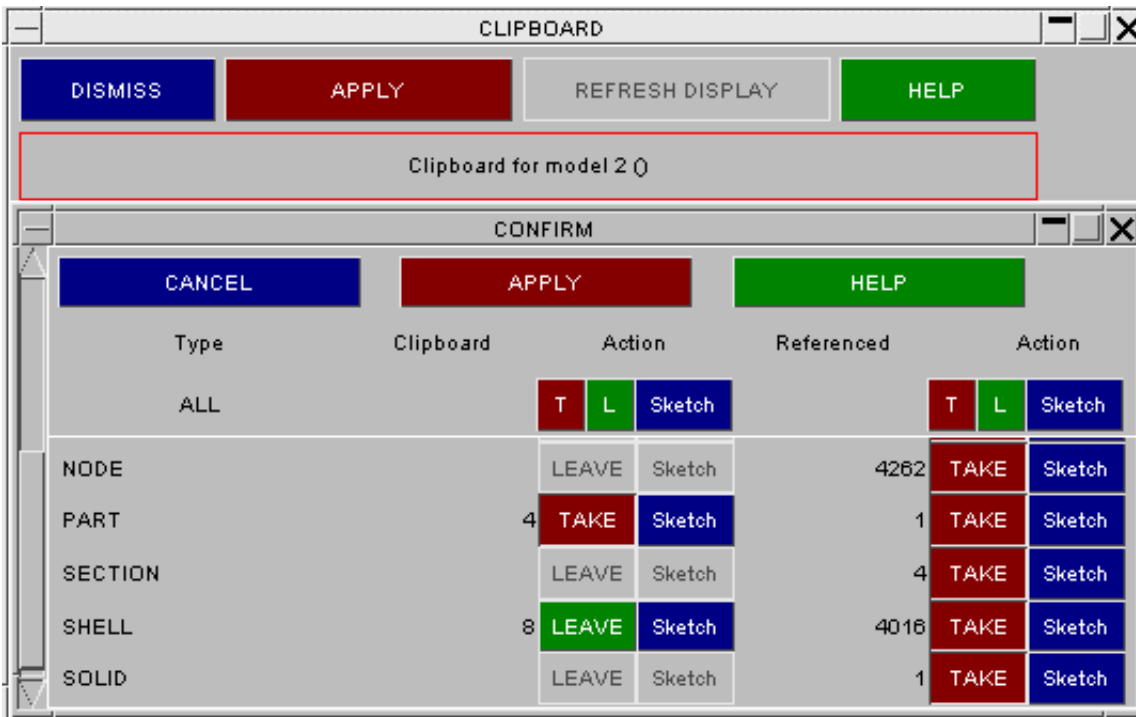 CLIPBOARD
DISMISS APPLY REFRESH DISPLAY HELP
Clipboard for model 2 ()
CONFIRM
CANCEL APPLY HELP
Type Clipboard Action Referenced Action
ALL T L Sketch T L Sketch
NODE LEAVE Sketch 4262 TAKE Sketch
PART 4 TAKE Sketch 1 TAKE Sketch
SECTION LEAVE Sketch 4 TAKE Sketch
SHELL 8 LEAVE Sketch 4016 TAKE Sketch
SOLID LEAVE Sketch 1 TAKE Sketch